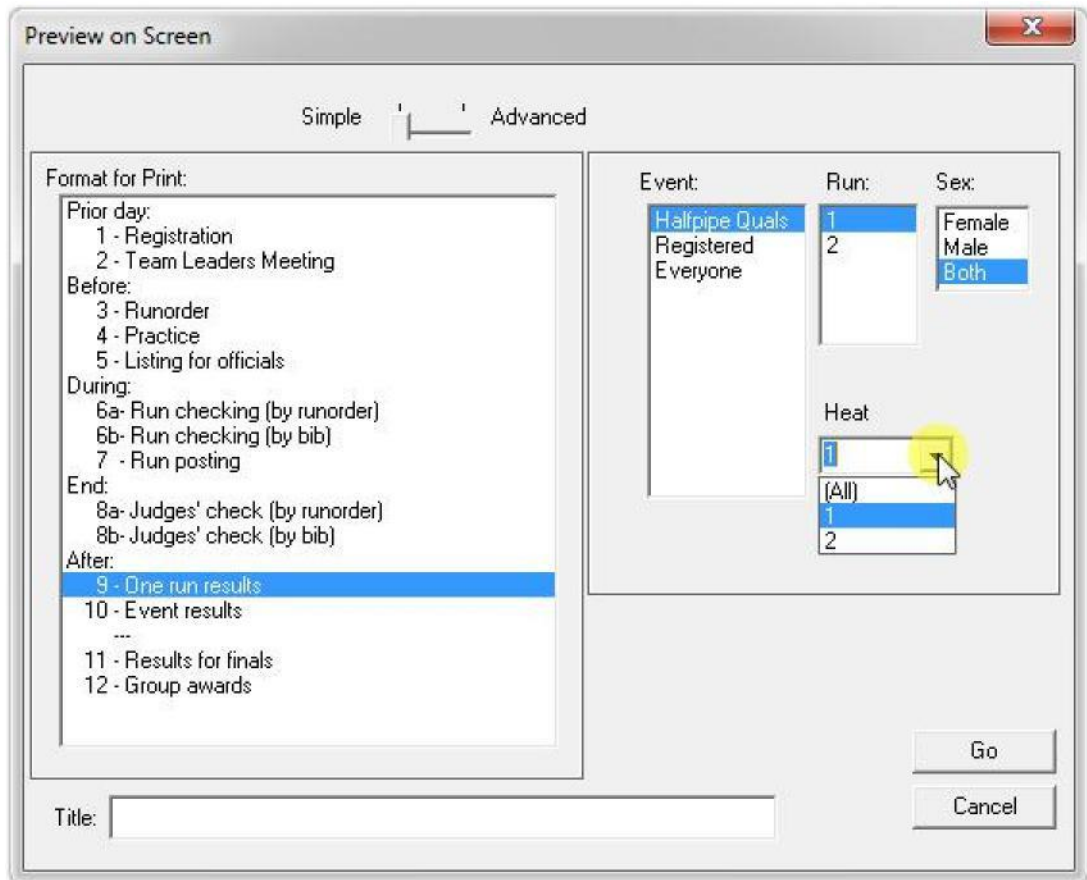 Preview on Screen
Simple Advanced
Format for Print:
Prior day:
1 - Registration
2 - Team Leaders Meeting
Before:
3 - Runorder
4 - Practice
5 - Listing for officials
During:
6a- Run checking (by runorder)
6b- Run checking (by bib)
7 - Run posting
End:
8a- Judges' check (by runorder)
8b- Judges' check (by bib)
After:
9 - One run results
10 - Event results
---
11 - Results for finals
12 - Group awards
Event:
Halfpipe Quals
Registered
Everyone
Run:
1
2
Sex:
Female
Male
Both
Heat
1
(All)
1
2
Go
Cancel
Title: